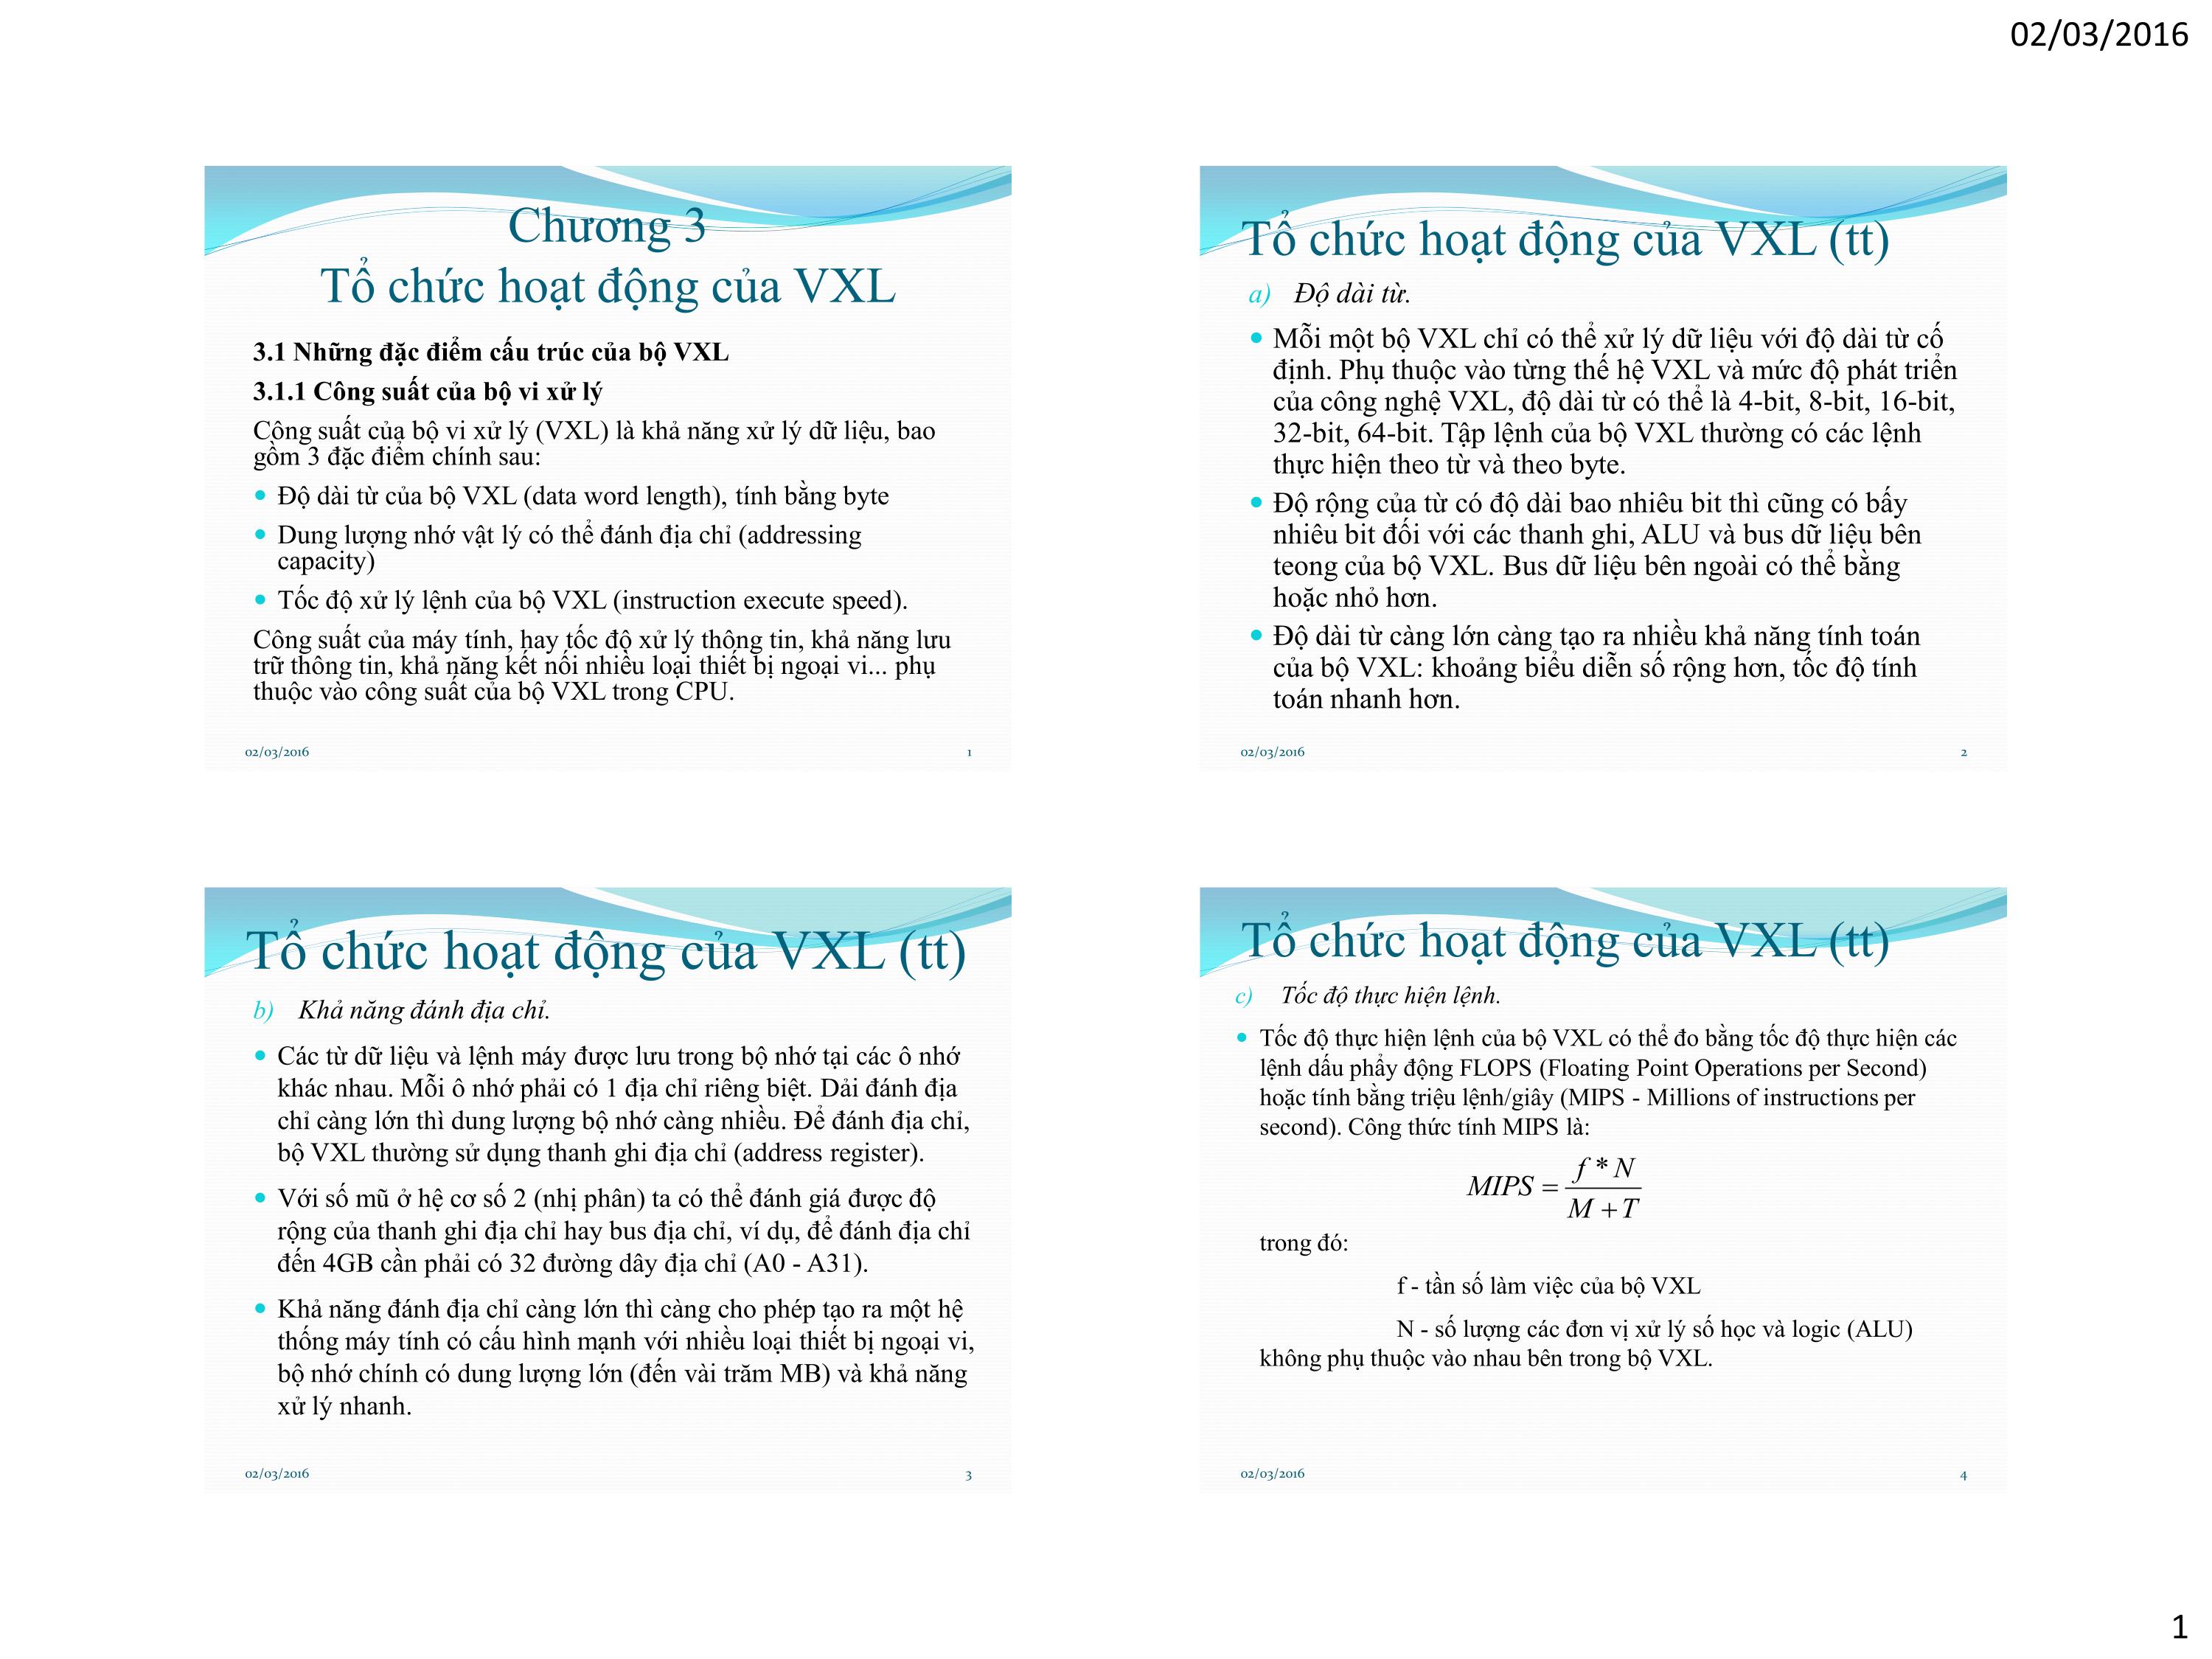 02/03/2016
Chương 3
Tổ chức hoạt động của VXL
3.1 Những đặc điểm cấu trúc của bộ VXL
3.1.1 Công suất của bộ vi xử lý
Công suất của bộ vi xử lý (VXL) là khả năng xử lý dữ liệu, bao
gồm 3 đặc điểm chính sau:
• Độ dài từ của bộ VXL (data word length), tính bằng byte
• Dung lượng nhớ vật lý có thể đánh địa chỉ (addressing
capacity)
• Tốc độ xử lý lệnh của bộ VXL (instruction execute speed).
Công suất của máy tính, hay tốc độ xử lý thông tin, khả năng lưu
trữ thông tin, khả năng kết nối nhiều loại thiết bị ngoại vi... phụ
thuộc vào công suất của bộ VXL trong CPU.
02/03/2016 1
Tổ chức hoạt động của VXL (tt)
a) Độ dài từ.
• Mỗi một bộ VXL chỉ có thể xử lý dữ liệu với độ dài từ cố
định. Phụ thuộc vào từng thế hệ VXL và mức độ phát triển
của công nghệ VXL, độ dài từ có thể là 4-bit, 8-bit, 16-bit,
32-bit, 64-bit. Tập lệnh của bộ VXL thường có các lệnh
thực hiện theo từ và theo byte.
• Độ rộng của từ có độ dài bao nhiêu bit thì cũng có bấy
nhiêu bit đối với các thanh ghi, ALU và bus dữ liệu bên
teong của bộ VXL. Bus dữ liệu bên ngoài có thể bằng
hoặc nhỏ hơn.
• Độ dài từ càng lớn càng tạo ra nhiều khả năng tính toán
của bộ VXL: khoảng biểu diễn số rộng hơn, tốc độ tính
toán nhanh hơn.
02/03/2016 2
Tổ chức hoạt động của VXL (tt)
b) Khả năng đánh địa chỉ.
• Các từ dữ liệu và lệnh máy được lưu trong bộ nhớ tại các ô nhớ
khác nhau. Mỗi ô nhớ phải có 1 địa chỉ riêng biệt. Dải đánh địa
chỉ càng lớn thì dung lượng bộ nhớ càng nhiều. Để đánh địa chỉ,
bộ VXL thường sử dụng thanh ghi địa chỉ (address register).
• Với số mũ ở hệ cơ số 2 (nhị phân) ta có thể đánh giá được độ
rộng của thanh ghi địa chỉ hay bus địa chỉ, ví dụ, để đánh địa chỉ
đến 4GB cần phải có 32 đường dây địa chỉ (A0 - A31).
• Khả năng đánh địa chỉ càng lớn thì càng cho phép tạo ra một hệ
thống máy tính có cấu hình mạnh với nhiều loại thiết bị ngoại vi,
bộ nhớ chính có dung lượng lớn (đến vài trăm MB) và khả năng
xử lý nhanh.
02/03/2016 3
Tổ chức hoạt động của VXL (tt)
c) Tốc độ thực hiện lệnh.
• Tốc độ thực hiện lệnh của bộ VXL có thể đo bằng tốc độ thực hiện các
lệnh dấu phẩy động FLOPS (Floating Point Operations per Second)
hoặc tính bằng triệu lệnh/giây (MIPS - Millions of instructions per
second). Công thức tính MIPS là:
f * N
MIPS =
M + T
trong đó:
f - tần số làm việc của bộ VXL
N - số lượng các đơn vị xử lý số học và logic (ALU)
không phụ thuộc vào nhau bên trong bộ VXL.
02/03/2016 4
1